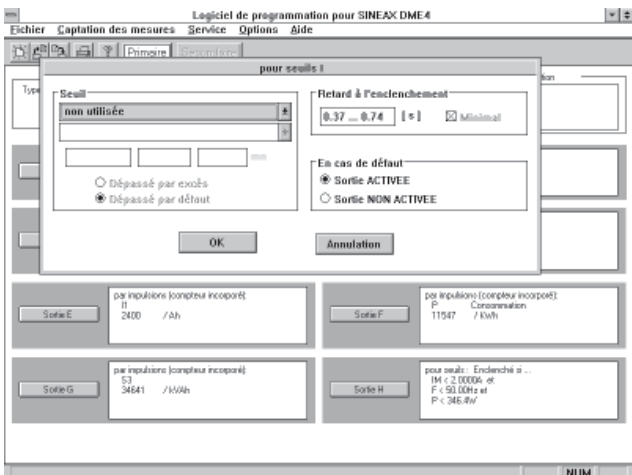 Logiciel de programmation pour SINEAX DME4
Fichier Captation des mesures Service Options Aide
Primaire Secondaire
pour seuils I
Type
Seuil
non utilisée
Dépassé par excès
Dépassé par défaut
Retard à l'enclenchement
0.37 ... 0.74 [s] Minimal
En cas de défaut
Sortie ACTIVEE
Sortie NON ACTIVEE
OK
Annulation
Sortie E
par impulsions (compteur incorporé):
I1
2400 / Ah
Sortie F
par impulsions (compteur incorporé):
P Consommation
11547 / kWh
Sortie G
par impulsions (compteur incorporé):
S3
34641 / kVAh
Sortie H
pour seuils : Enclenché si ...
IM < 2.0000A et
F < 50.00Hz et
P < 346.4W
NUM